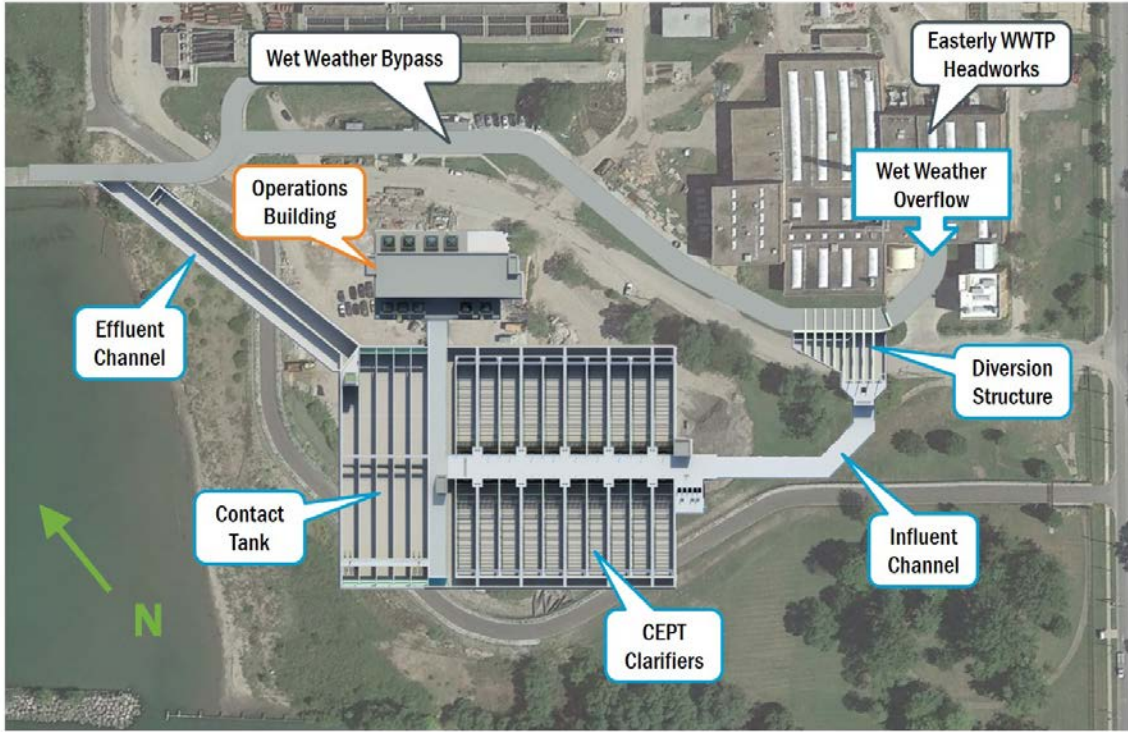 Wet Weather Bypass
Easterly WWTP
Headworks
Operations
Building
Wet Weather
Overflow
Effluent
Channel
Diversion
Structure
Contact
Tank
Influent
Channel
N
CEPT
Clarifiers